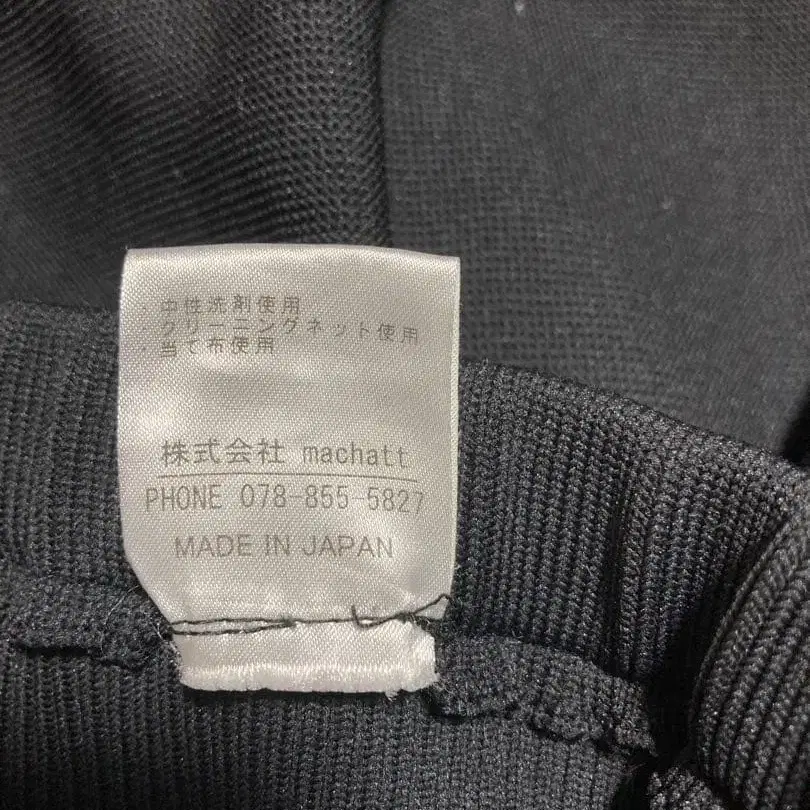 ・中性洗剤使用
・クリーニングネット使用
・当て布使用
株式会社 machatt
PHONE 078-855-5827
MADE IN JAPAN